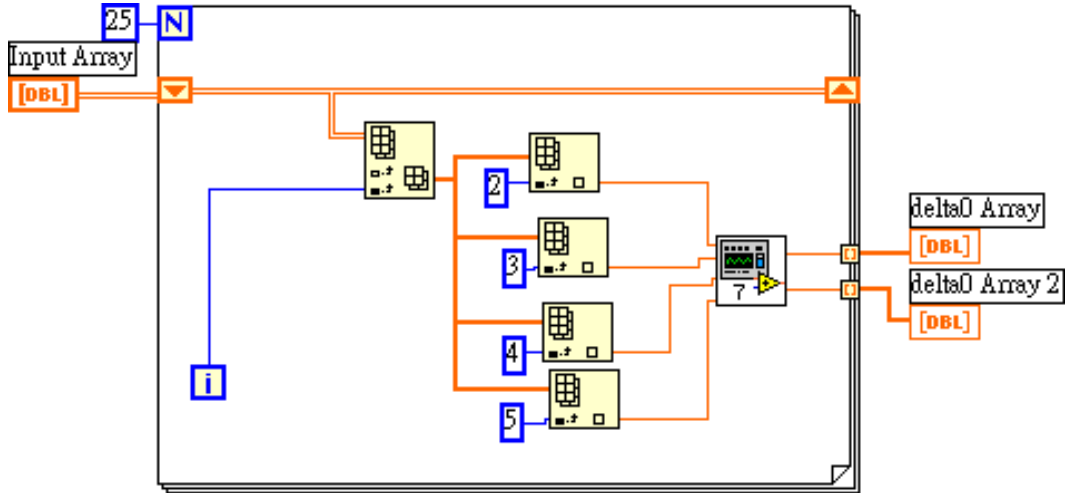 25
N
Input Array
[DBL]
2
delta0 Array
[DBL]
3
7
delta0 Array 2
[DBL]
4
i
5